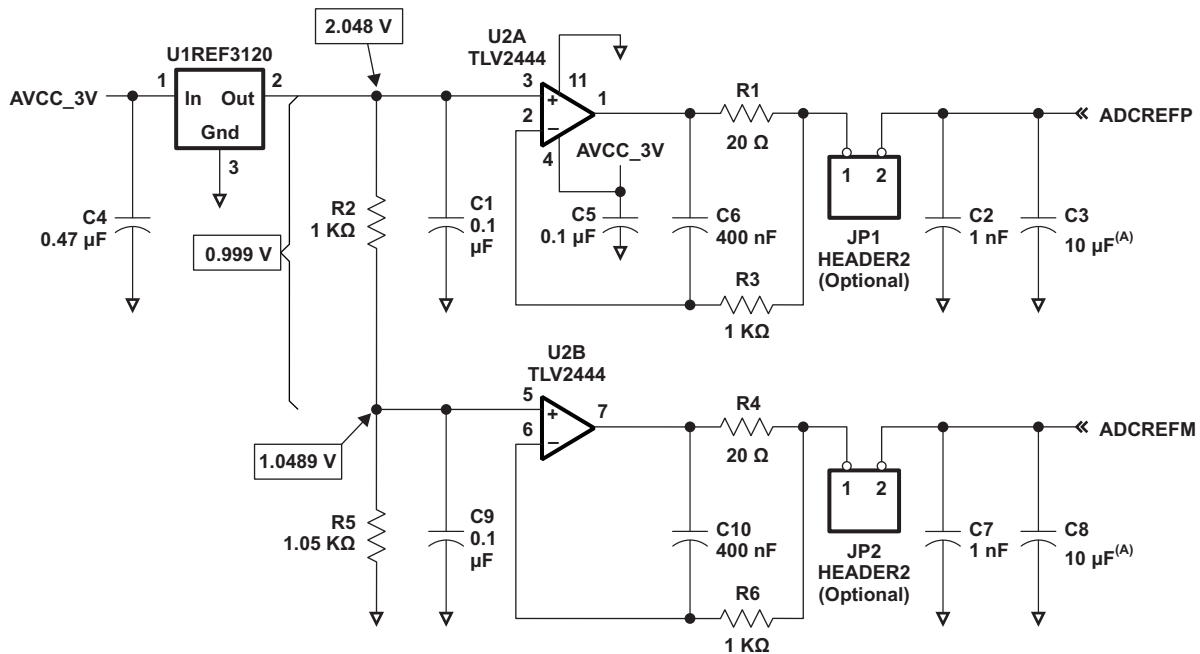 2.048 V
U1REF3120
1
2
In
Out
Gnd
3
AVCC_3V
C4
0.47 µF
0.999 V
R2
1 KΩ
C1
0.1
µF
U2A
TLV2444
3
+
2
−
11
1
4
AVCC_3V
C5
0.1 µF
C6
400 nF
R1
20 Ω
R3
1 KΩ
1
2
JP1
HEADER2
(Optional)
C2
1 nF
C3
10 µF(A)
ADCREFP
1.0489 V
R5
1.05 KΩ
C9
0.1
µF
U2B
TLV2444
5
+
6
−
7
C10
400 nF
R4
20 Ω
R6
1 KΩ
1
2
JP2
HEADER2
(Optional)
C7
1 nF
C8
10 µF(A)
ADCREFM